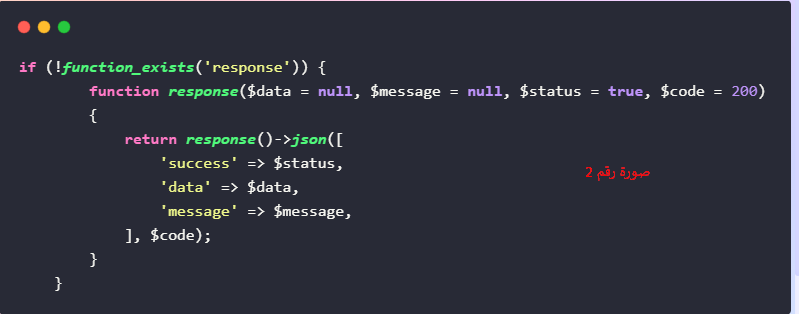 if (!function_exists('response')) {
function response($data = null, $message = null, $status = true, $code = 200)
{
return response()->json([
'success' => $status,
'data' => $data,
'message' => $message,
], $code);
}
}
صورة رقم 2